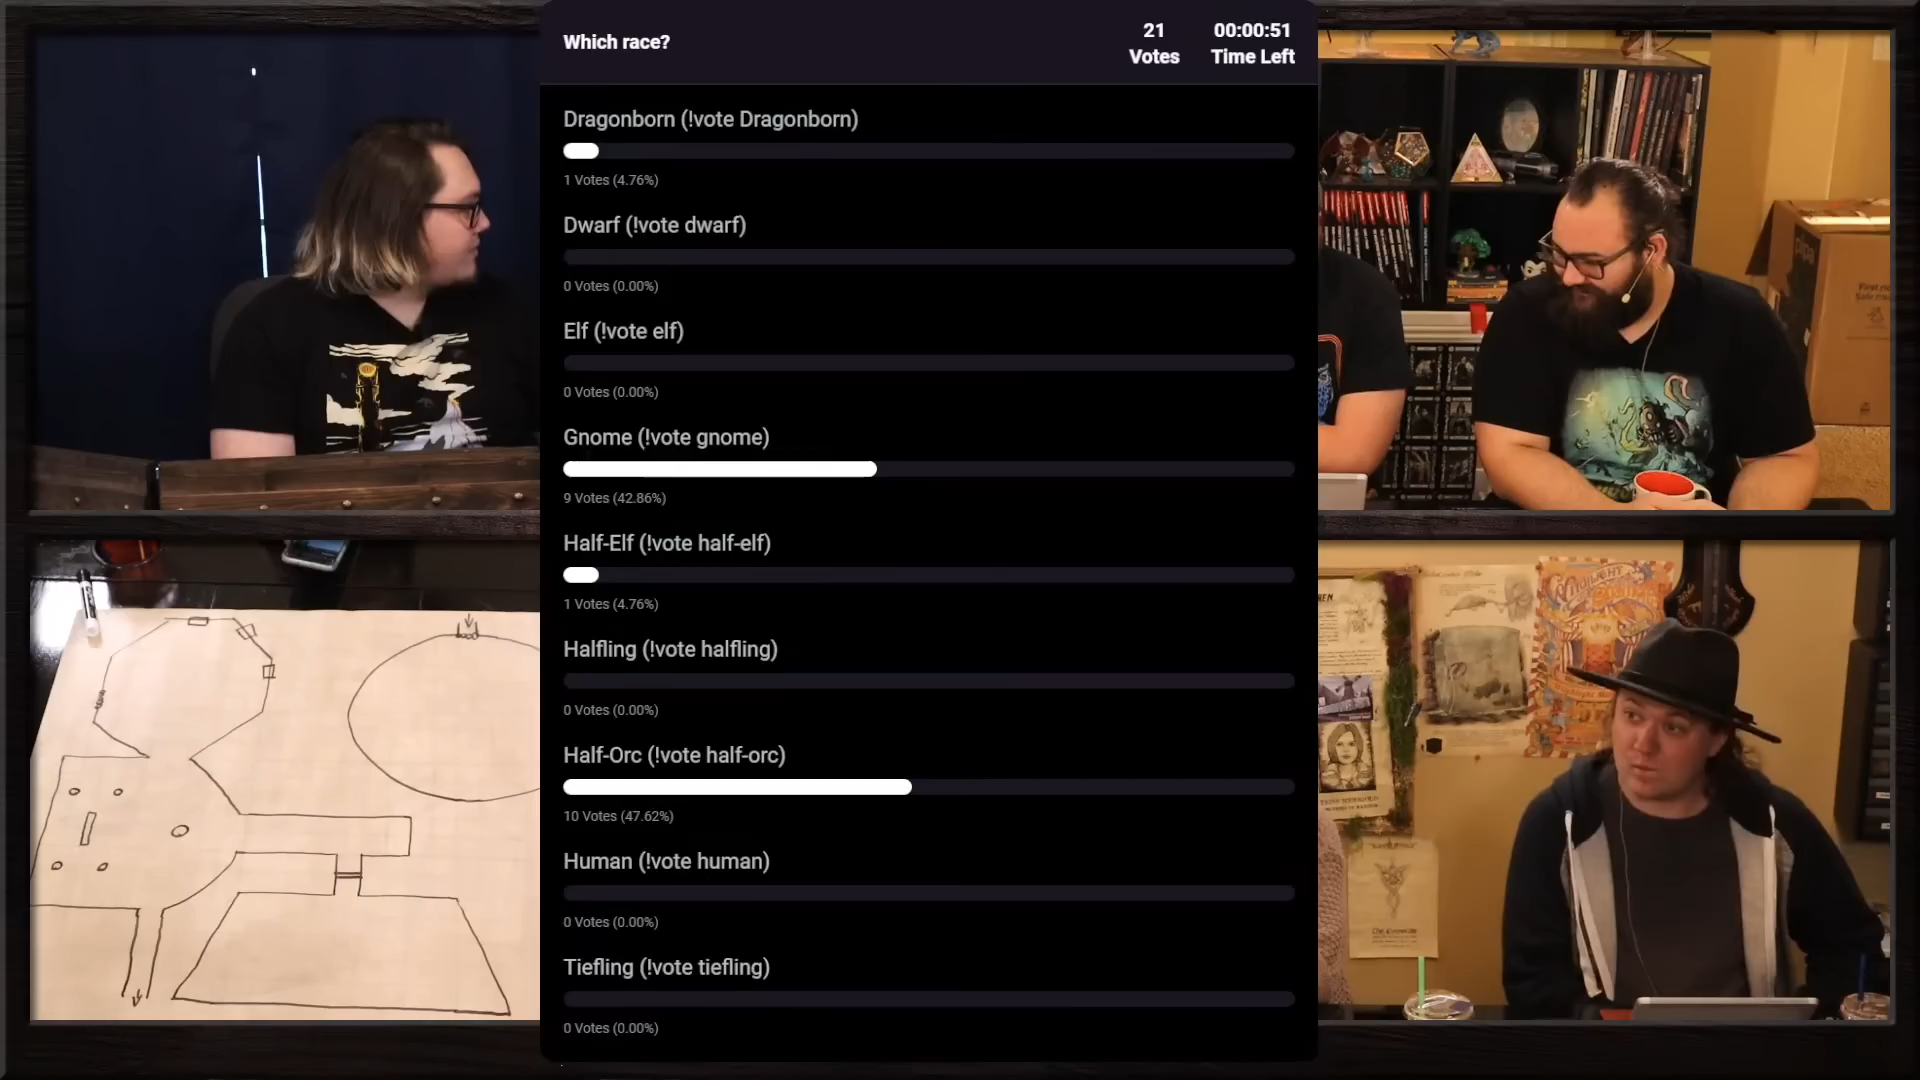 Which race?
21
Votes
00:00:51
Time Left
Dragonborn (!vote Dragonborn)
1 Votes (4.76%)
Dwarf (!vote dwarf)
0 Votes (0.00%)
Elf (!vote elf)
0 Votes (0.00%)
Gnome (!vote gnome)
9 Votes (42.86%)
Half-Elf (!vote half-elf)
1 Votes (4.76%)
Halfling (!vote halfling)
0 Votes (0.00%)
Half-Orc (!vote half-orc)
10 Votes (47.62%)
Human (!vote human)
0 Votes (0.00%)
Tiefling (!vote tiefling)
0 Votes (0.00%)
pipa